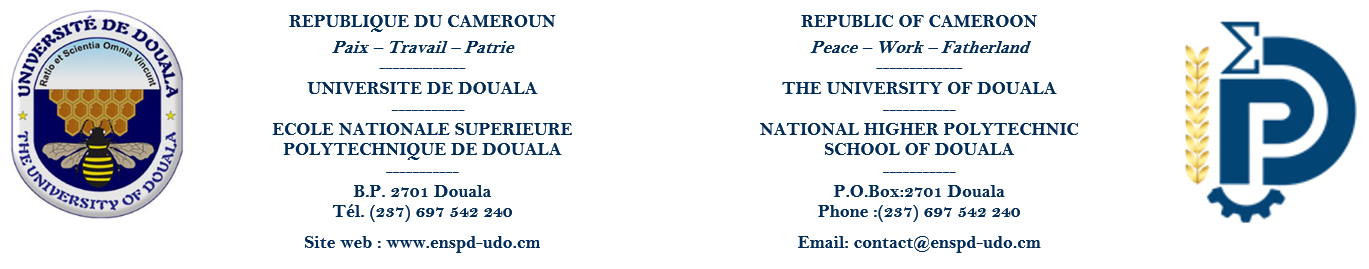 UNIVERSITÉ DE DOUALA
Ratio et Scientia Omnia Vincunt
THE UNIVERSITY OF DOUALA
REPUBLIQUE DU CAMEROUN
Paix – Travail – Patrie
-------------
UNIVERSITE DE DOUALA
-----------
ECOLE NATIONALE SUPERIEURE
POLYTECHNIQUE DE DOUALA
-----------
B.P. 2701 Douala
Tél. (237) 697 542 240
Site web : www.enspd-udo.cm
REPUBLIC OF CAMEROON
Peace – Work – Fatherland
-------------
THE UNIVERSITY OF DOUALA
-----------
NATIONAL HIGHER POLYTECHNIC
SCHOOL OF DOUALA
-----------
P.O.Box:2701 Douala
Phone :(237) 697 542 240
Email: contact@enspd-udo.cm
Σ
PD